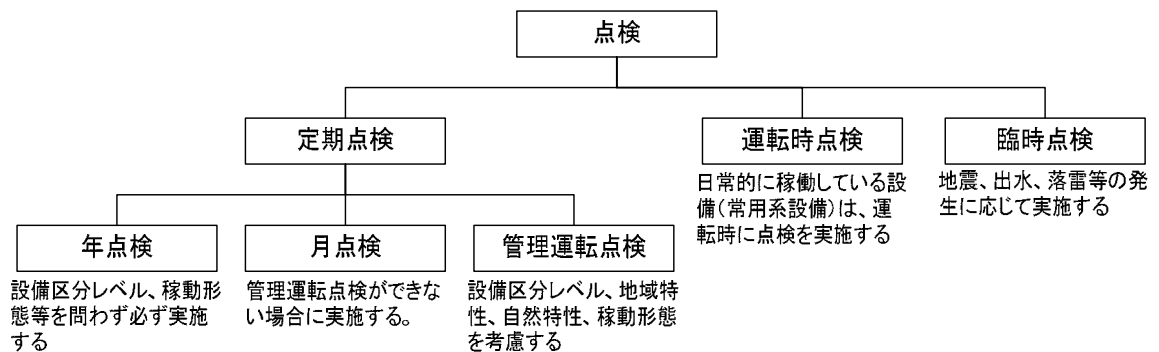 点検
定期点検
運転時点検
臨時点検
日常的に稼働している設
備(常用系設備)は、運
転時に点検を実施する
地震、出水、落雷等の発
生に応じて実施する
年点検
月点検
管理運転点検
設備区分レベル、稼動形
態等を問わず必ず実施
する
管理運転点検ができな
い場合に実施する。
設備区分レベル、地域特
性、自然特性、稼動形態
を考慮する